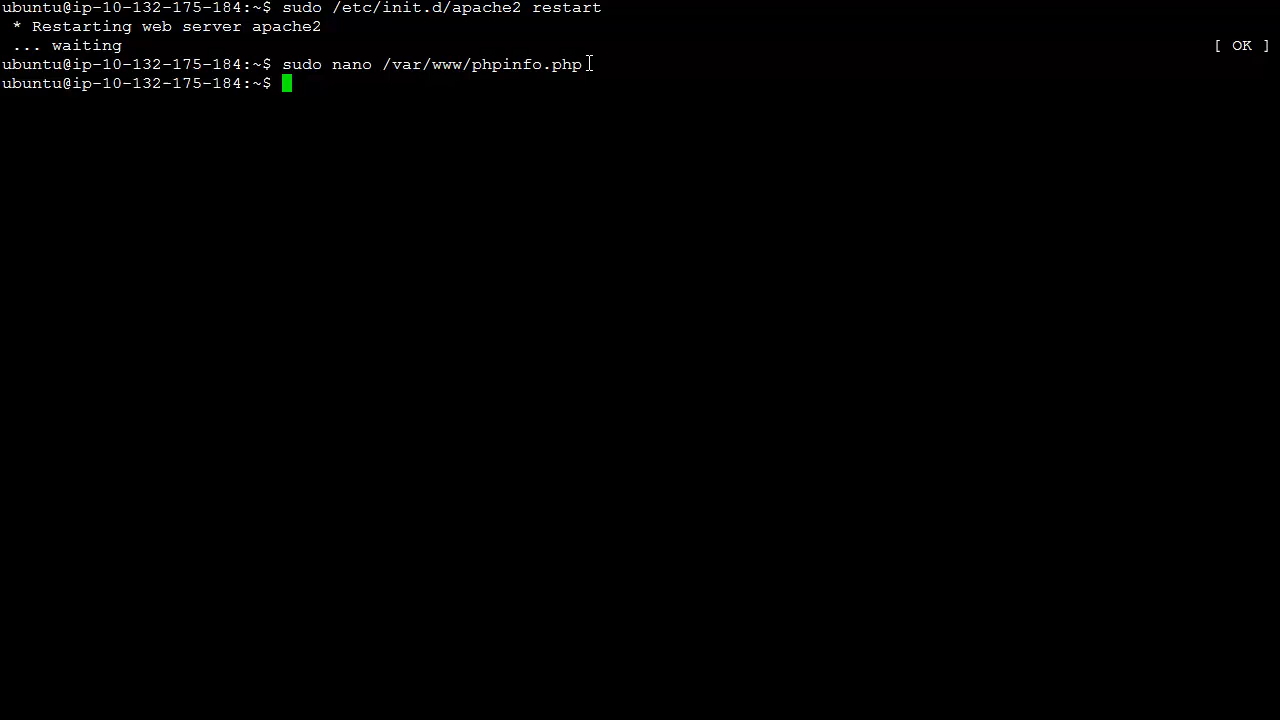 ubuntu@ip-10-132-175-184:~$ sudo /etc/init.d/apache2 restart
 * Restarting web server apache2
 ... waiting [ OK ]
ubuntu@ip-10-132-175-184:~$ sudo nano /var/www/phpinfo.php
ubuntu@ip-10-132-175-184:~$